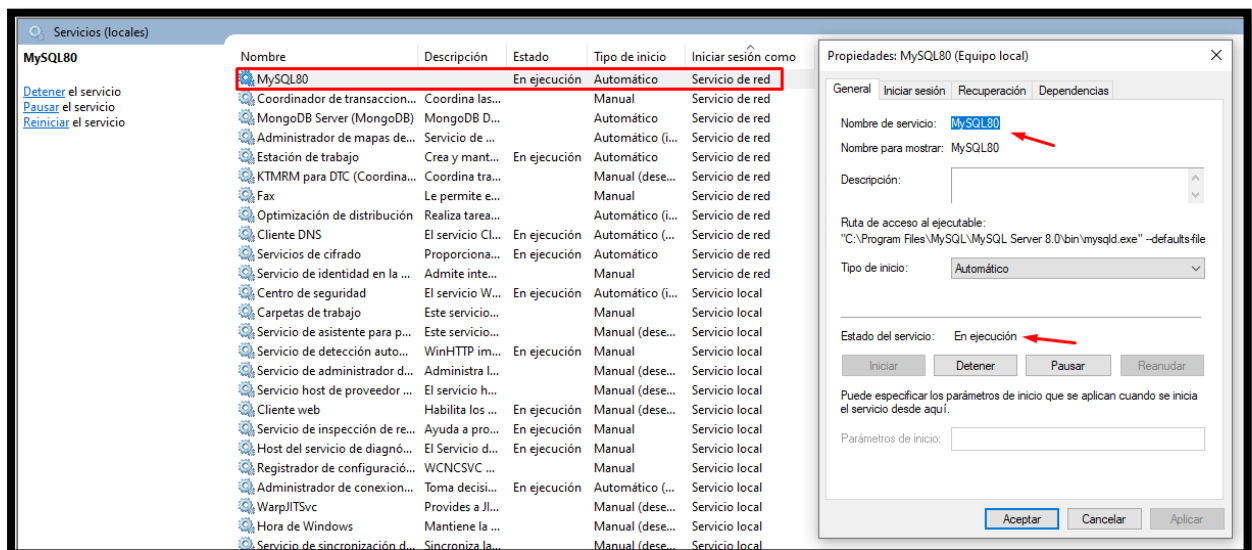 Servicios (locales)
MySQL80
Detener el servicio
Pausar el servicio
Reiniciar el servicio
Nombre Descripción Estado Tipo de inicio Iniciar sesión como
MySQL80 En ejecución Automático Servicio de red
Coordinador de transaccion... Coordina las... Manual Servicio de red
MongoDB Server (MongoDB) MongoDB D... Automático Servicio de red
Administrador de mapas de... Servicio de ... Automático (i... Servicio de red
Estación de trabajo Crea y mant... En ejecución Automático Servicio de red
KTMRM para DTC (Coordina... Coordina tra... Manual (dese... Servicio de red
Fax Le permite e... Manual Servicio de red
Optimización de distribución Realiza tarea... Automático (i... Servicio de red
Cliente DNS El servicio Cl... En ejecución Automático (... Servicio de red
Servicios de cifrado Proporciona... En ejecución Automático Servicio de red
Servicio de identidad en la ... Admite inte... Manual Servicio de red
Centro de seguridad El servicio W... En ejecución Automático (i... Servicio local
Carpetas de trabajo Este servicio... Manual Servicio local
Servicio de asistente para p... Este servicio... Manual (dese... Servicio local
Servicio de detección auto... WinHTTP im... En ejecución Manual Servicio local
Servicio de administrador d... Administra l... Manual (dese... Servicio local
Servicio host de proveedor ... El servicio h... Manual (dese... Servicio local
Cliente web Habilita los ... En ejecución Manual (dese... Servicio local
Servicio de inspección de re... Ayuda a pro... En ejecución Manual Servicio local
Host del servicio de diagnó... El Servicio d... En ejecución Manual Servicio local
Registrador de configuració... WCNCSVC ... Manual Servicio local
Administrador de conexion... Toma decisi... En ejecución Automático (... Servicio local
WarpJITSvc Provides a JI... Manual (dese... Servicio local
Hora de Windows Mantiene la ... Manual (dese... Servicio local
Servicio de sincronización d... Sincroniza la... Manual (dese... Servicio local
Propiedades: MySQL80 (Equipo local)
General Iniciar sesión Recuperación Dependencias
Nombre de servicio: MySQL80
Nombre para mostrar: MySQL80
Descripción:
Ruta de acceso al ejecutable:
"C:\Program Files\MySQL\MySQL Server 8.0\bin\mysqld.exe" --defaults-file
Tipo de inicio: Automático
Estado del servicio: En ejecución
Iniciar Detener Pausar Reanudar
Puede especificar los parámetros de inicio que se aplican cuando se inicia
el servicio desde aquí.
Parámetros de inicio:
Aceptar Cancelar Aplicar